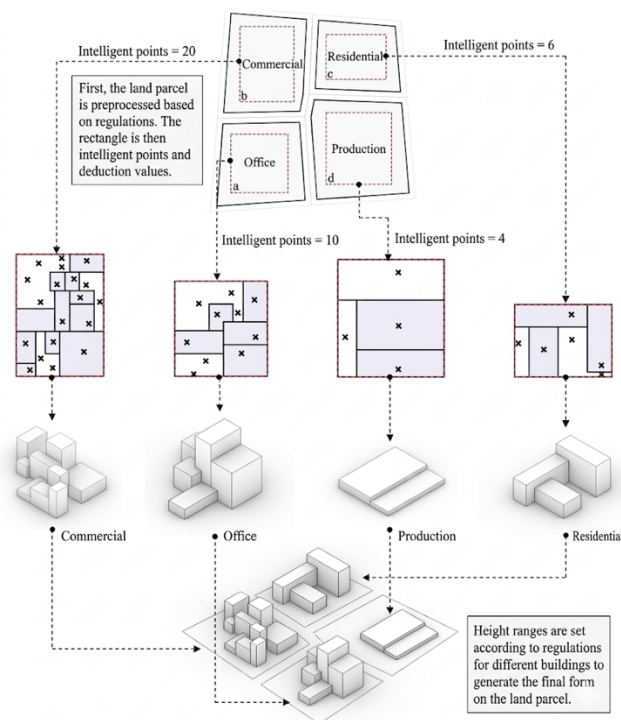 Intelligent points = 20
Commercial
b
Residential
c
Intelligent points = 6
First, the land parcel
is preprocessed based
on regulations. The
rectangle is then
intelligent points and
deduction values.
Office
a
Production
d
Intelligent points = 10
Intelligent points = 4
Commercial
Office
Production
Residential
Height ranges are set
according to regulations
for different buildings to
generate the final form
on the land parcel.